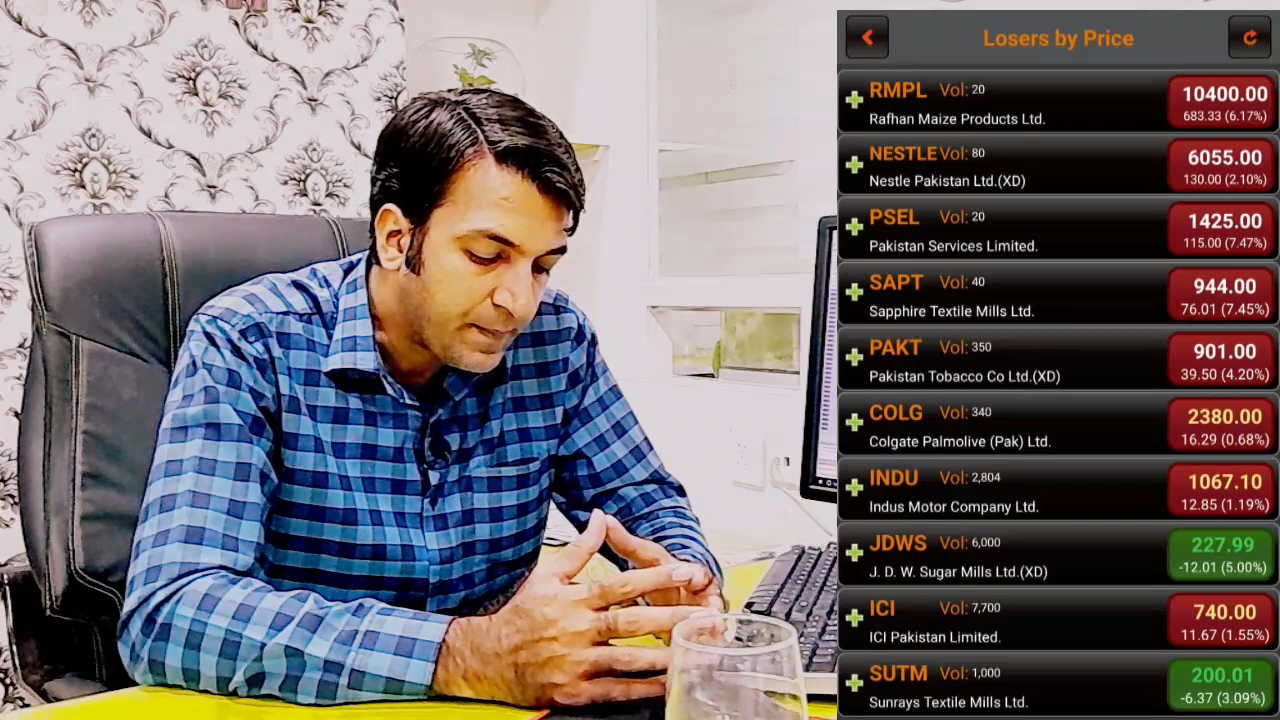 Losers by Price
RMPL Vol: 20
10400.00
Rafhan Maize Products Ltd.
683.33 (6.17%)
NESTLE Vol: 80
6055.00
Nestle Pakistan Ltd.(XD)
130.00 (2.10%)
PSEL Vol: 20
1425.00
Pakistan Services Limited.
115.00 (7.47%)
SAPT Vol: 40
944.00
Sapphire Textile Mills Ltd.
76.01 (7.45%)
PAKT Vol: 350
901.00
Pakistan Tobacco Co Ltd.(XD)
39.50 (4.20%)
COLG Vol: 340
2380.00
Colgate Palmolive (Pak) Ltd.
16.29 (0.68%)
INDU Vol: 2,804
1067.10
Indus Motor Company Ltd.
12.85 (1.19%)
JDWS Vol: 6,000
227.99
J. D. W. Sugar Mills Ltd.(XD)
-12.01 (5.00%)
ICI Vol: 7,700
740.00
ICI Pakistan Limited.
11.67 (1.55%)
SUTM Vol: 1,000
200.01
Sunrays Textile Mills Ltd.
-6.37 (3.09%)